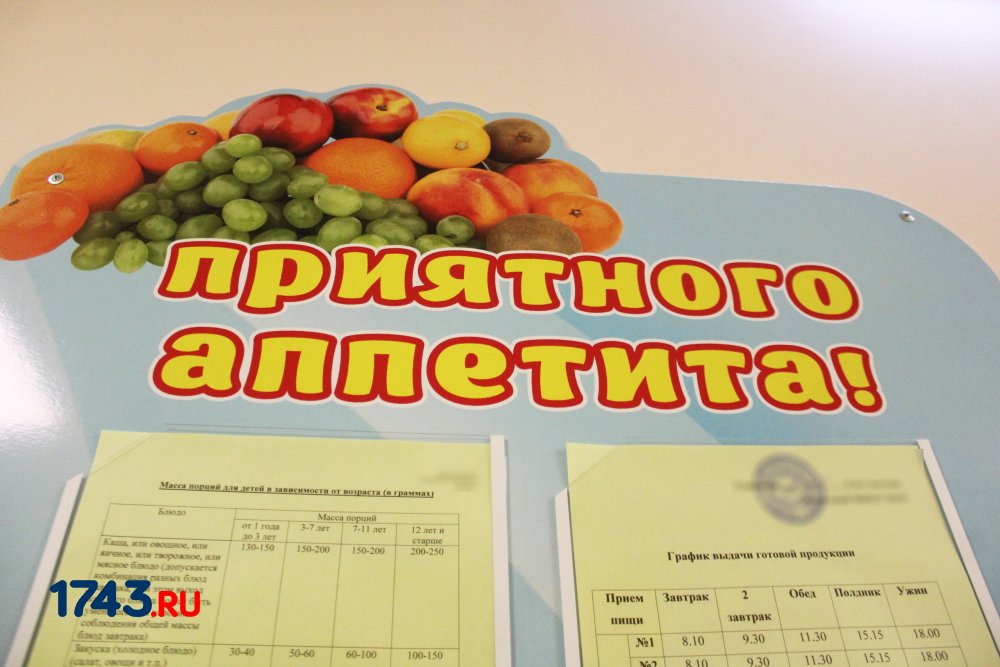 приятного
аппетита!
Масса порций для детей в зависимости от возраста (в граммах)
Блюдо
Масса порций
от 1 года до 3 лет
3-7 лет
7-11 лет
12 лет и старше
Каша, или овощное, или
яичное, или творожное, или
мясное блюдо (допускается
комбинация разных блюд
соблюдения общей массы
блюд завтрака)
130-150
150-200
150-200
200-250
Закуска (холодное блюдо)
(салат, овощи и т.п.)
30-40
50-60
60-100
100-150
График выдачи готовой продукции
Прием пищи
Завтрак
2 завтрак
Обед
Полдник
Ужин
№1 8.10 9.30 11.30 15.15 18.00
№2 8.10 9.30 11.30 15.15 18.00
1743.RU